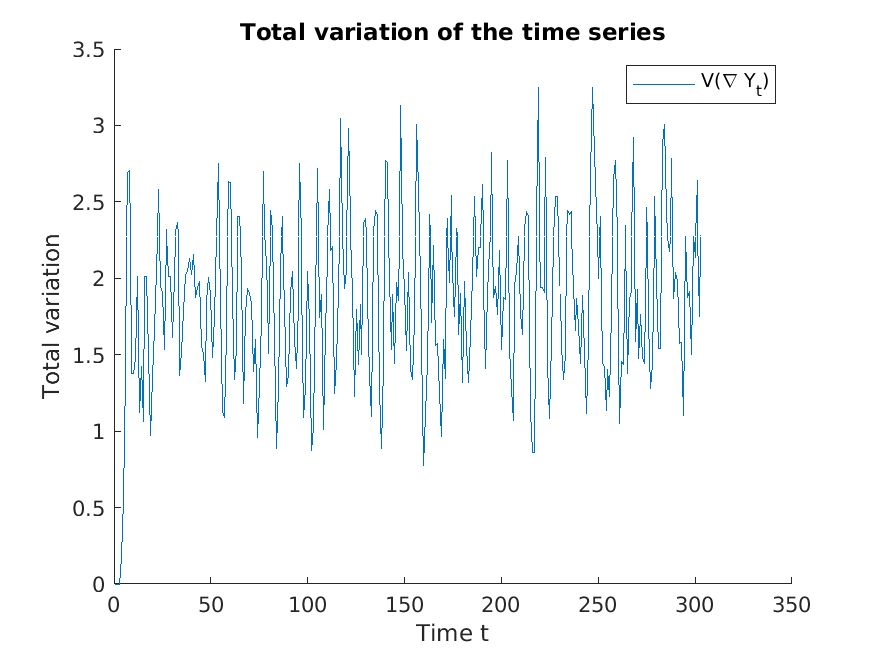 Total variation of the time series
V(∇ Y_t)
Total variation
3.5
3
2.5
2
1.5
1
0.5
0
0 50 100 150 200 250 300 350
Time t